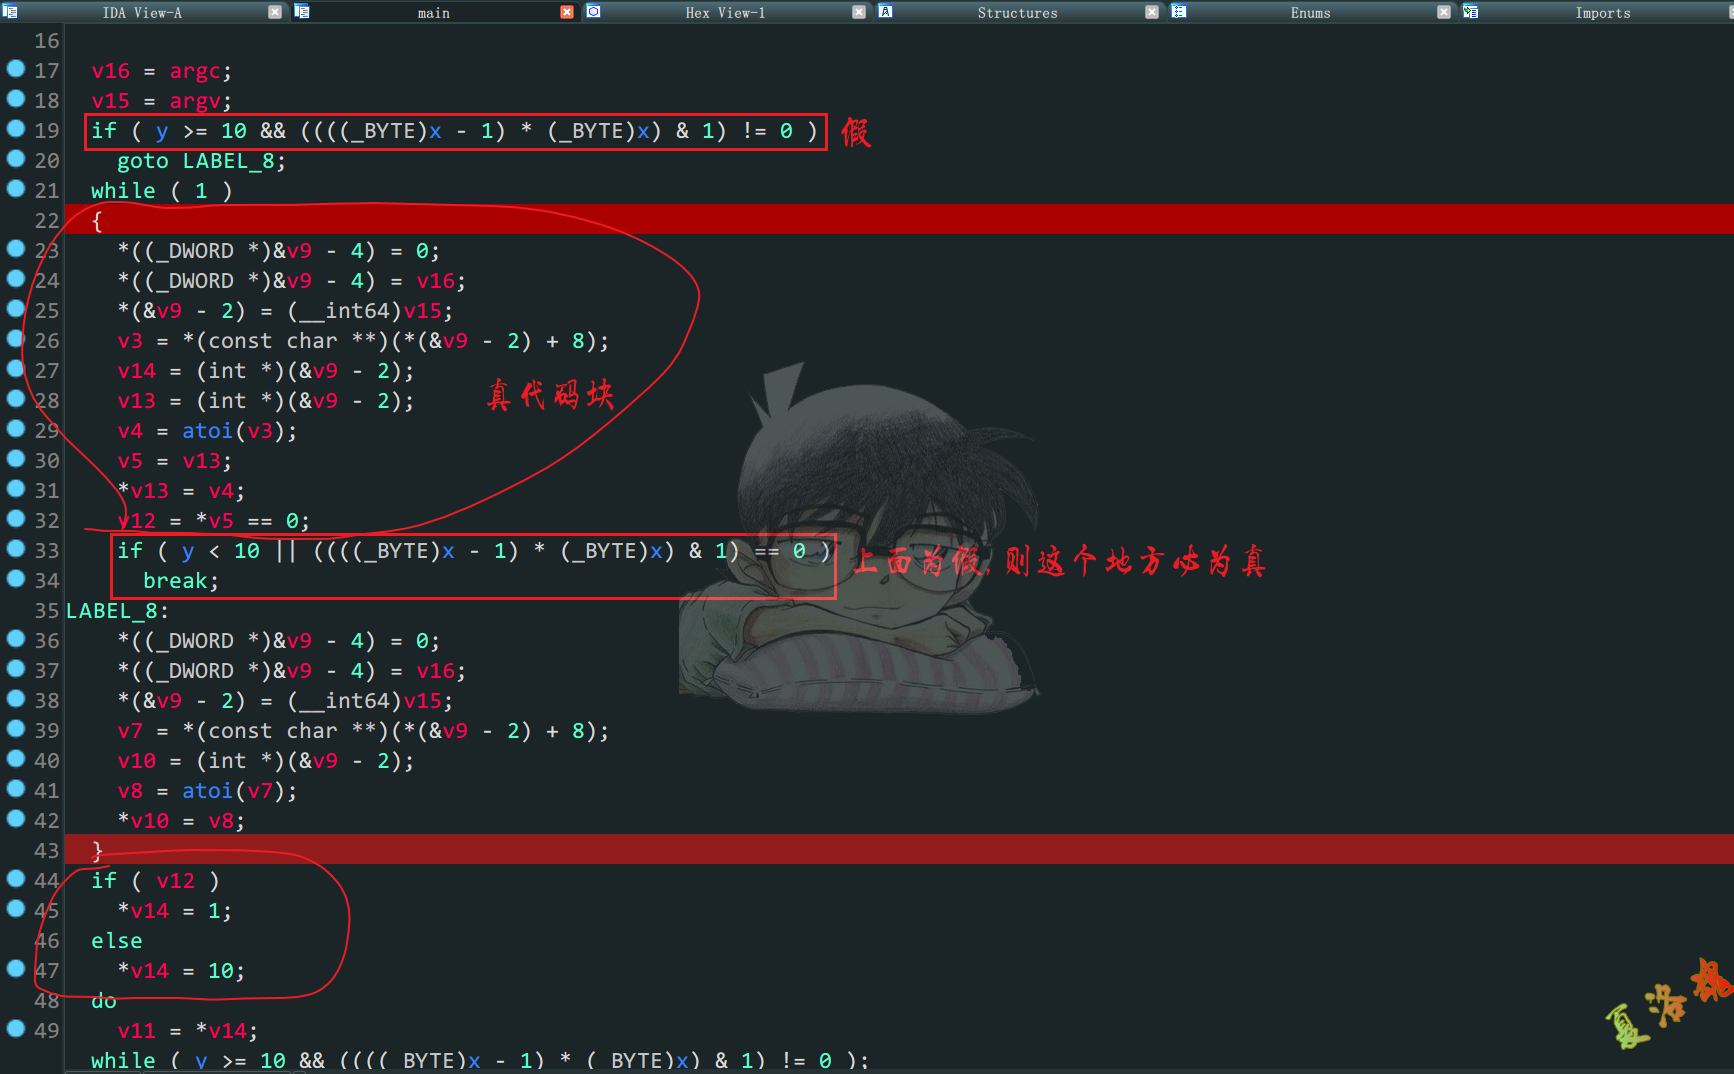 IDA View-A main Hex View-1 Structures Enums Imports
16
17 v16 = argc;
18 v15 = argv;
19 if ( y >= 10 && ((((_BYTE)x - 1) * (_BYTE)x) & 1) != 0 ) 假
20 goto LABEL_8;
21 while ( 1 )
22 {
23 *((_DWORD *)&v9 - 4) = 0;
24 *((_DWORD *)&v9 - 4) = v16;
25 *(&v9 - 2) = (__int64)v15;
26 v3 = *(const char **)(*(&v9 - 2) + 8);
27 v14 = (int *)(&v9 - 2);
28 v13 = (int *)(&v9 - 2); 真代码块
29 v4 = atoi(v3);
30 v5 = v13;
31 *v13 = v4;
32 v12 = *v5 == 0;
33 if ( y < 10 || ((((_BYTE)x - 1) * (_BYTE)x) & 1) == 0 ) 上面为假,则这个地方必为真
34 break;
35 LABEL_8:
36 *((_DWORD *)&v9 - 4) = 0;
37 *((_DWORD *)&v9 - 4) = v16;
38 *(&v9 - 2) = (__int64)v15;
39 v7 = *(const char **)(*(&v9 - 2) + 8);
40 v10 = (int *)(&v9 - 2);
41 v8 = atoi(v7);
42 *v10 = v8;
43 }
44 if ( v12 )
45 *v14 = 1;
46 else
47 *v14 = 10;
48 do
49 v11 = *v14;
while ( y >= 10 && ((((_BYTE)x - 1) * (_BYTE)x) & 1) != 0 );
夏洛